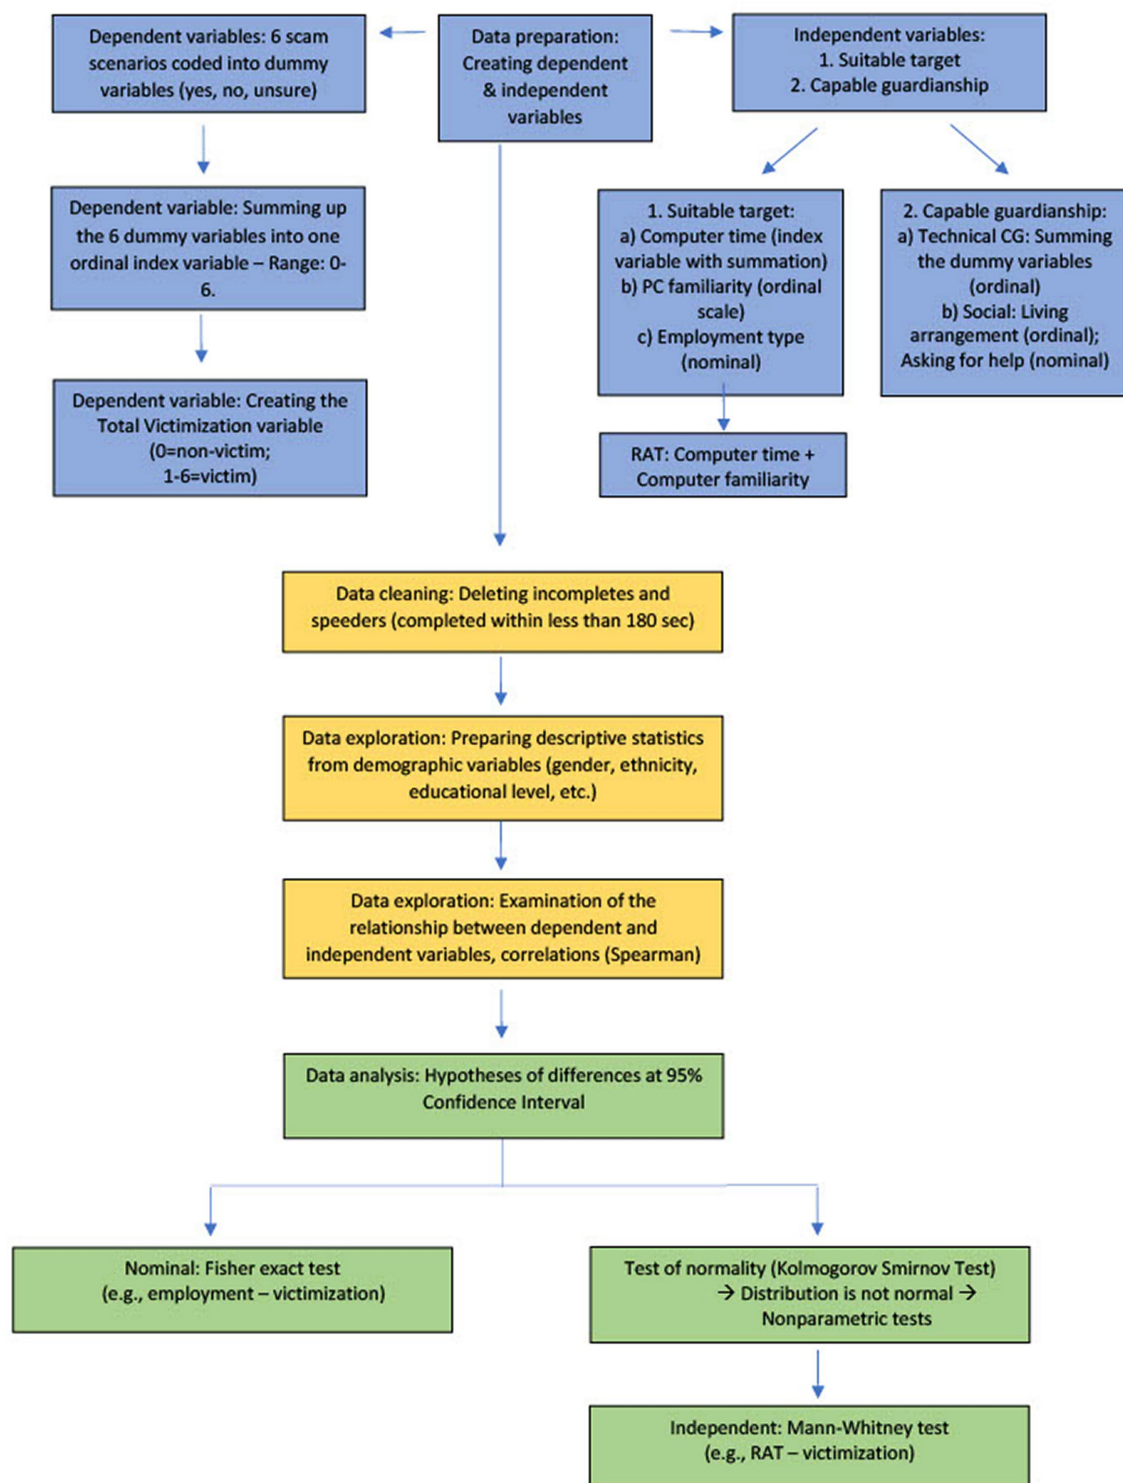 Dependent variables: 6 scam
scenarios coded into dummy
variables (yes, no, unsure)
Data preparation:
Creating dependent
& independent
variables
Independent variables:
1. Suitable target
2. Capable guardianship
Dependent variable: Summing up
the 6 dummy variables into one
ordinal index variable – Range: 0-
6.
1. Suitable target:
a) Computer time (index
variable with summation)
b) PC familiarity (ordinal
scale)
c) Employment type
(nominal)
2. Capable guardianship:
a) Technical CG: Summing
the dummy variables
(ordinal)
b) Social: Living
arrangement (ordinal);
Asking for help (nominal)
Dependent variable: Creating the
Total Victimization variable
(0=non-victim;
1-6=victim)
RAT: Computer time +
Computer familiarity
Data cleaning: Deleting incompletes and
speeders (completed within less than 180 sec)
Data exploration: Preparing descriptive statistics
from demographic variables (gender, ethnicity,
educational level, etc.)
Data exploration: Examination of the
relationship between dependent and
independent variables, correlations (Spearman)
Data analysis: Hypotheses of differences at 95%
Confidence Interval
Nominal: Fisher exact test
(e.g., employment – victimization)
Test of normality (Kolmogorov Smirnov Test)
→ Distribution is not normal →
Nonparametric tests
Independent: Mann-Whitney test
(e.g., RAT – victimization)